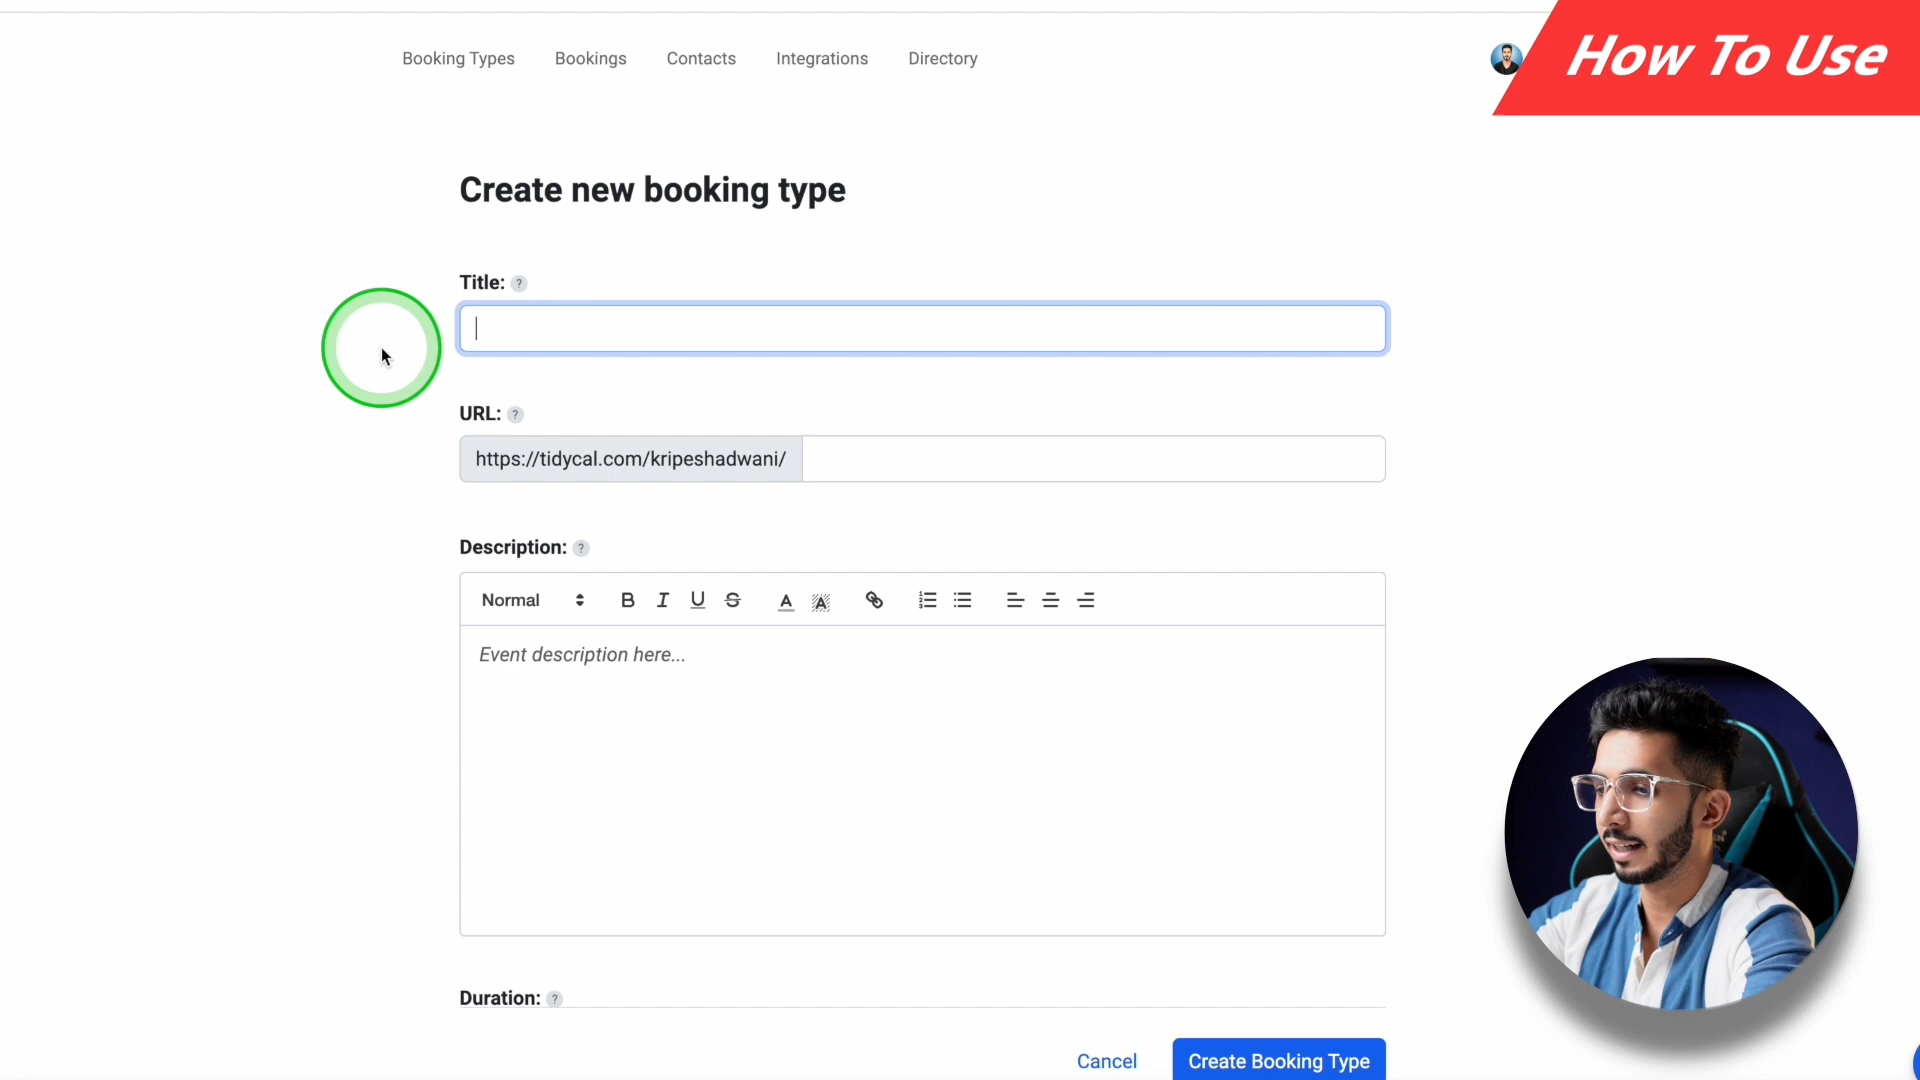 Booking Types Bookings Contacts Integrations Directory
How To Use
Create new booking type
Title: ?
URL: ?
https://tidycal.com/kripeshadwani/
Description: ?
Normal B I U S A A
Event description here...
Duration: ?
Cancel Create Booking Type